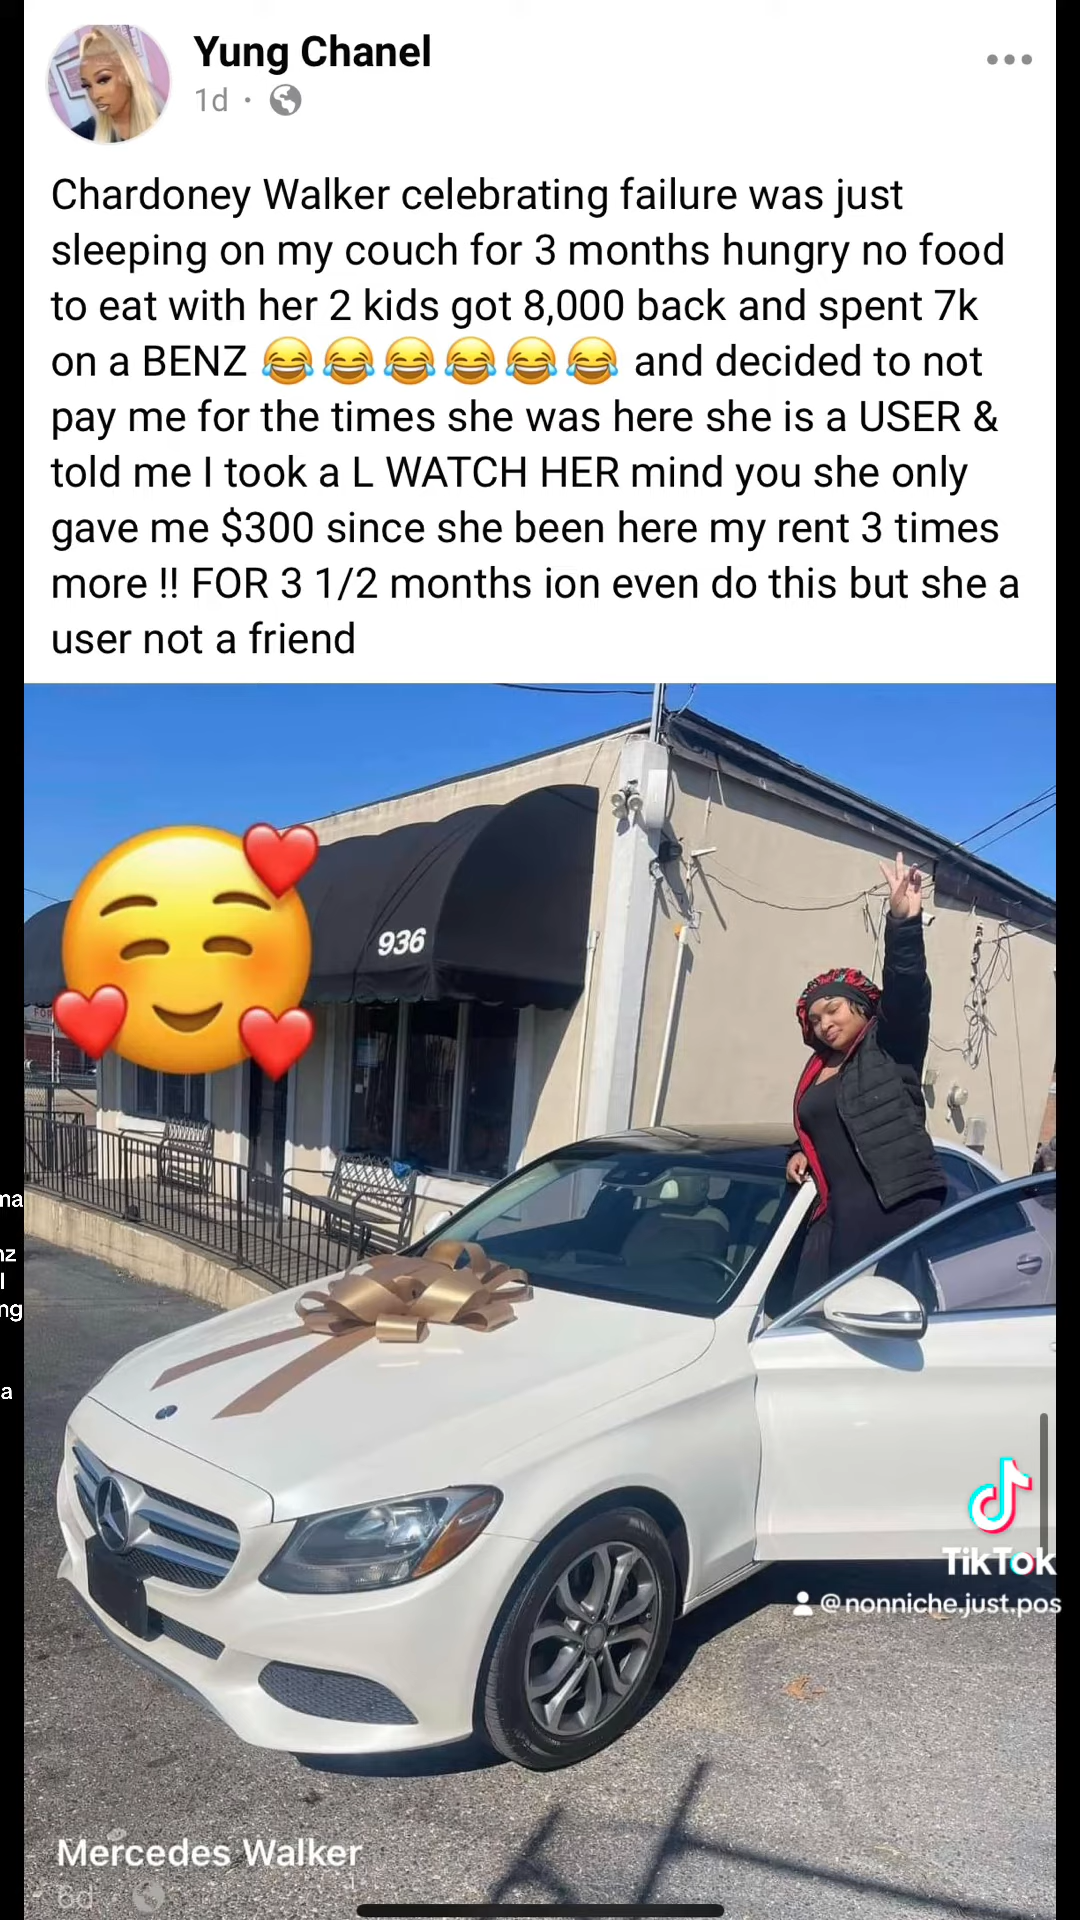 Yung Chanel
1d ·
Chardoney Walker celebrating failure was just
sleeping on my couch for 3 months hungry no food
to eat with her 2 kids got 8,000 back and spent 7k
on a BENZ 😂😂😂😂😂😂 and decided to not
pay me for the times she was here she is a USER &
told me I took a L WATCH HER mind you she only
gave me $300 since she been here my rent 3 times
more !! FOR 3 1/2 months ion even do this but she a
user not a friend
936
ma
nz
l
ng
a
TikTok
@nonniche.just.pos
Mercedes Walker
6d